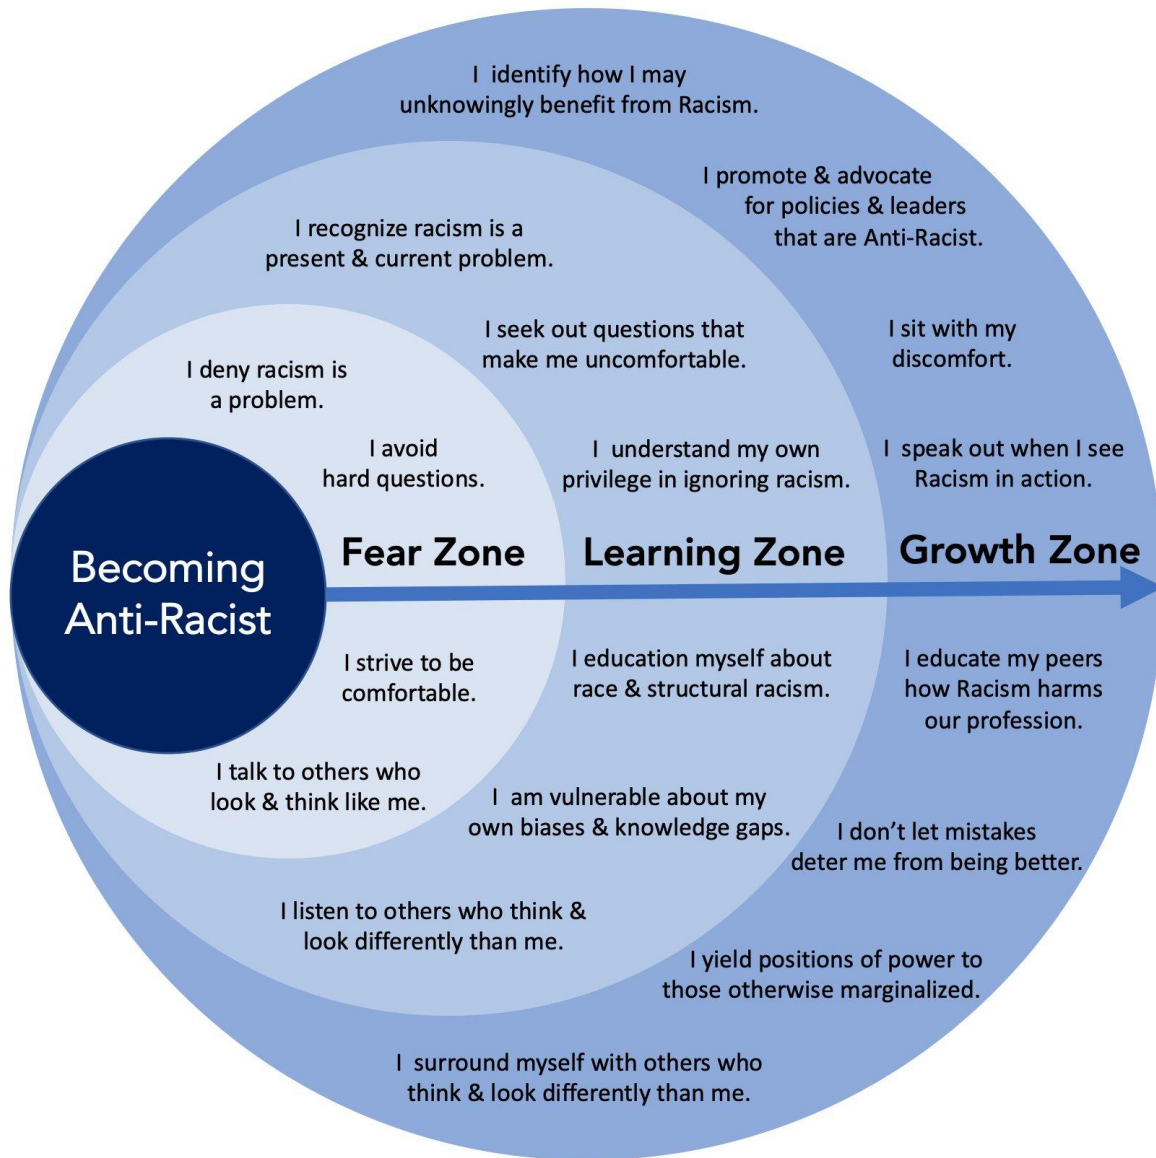 I identify how I may
unknowingly benefit from Racism.
I promote & advocate
for policies & leaders
that are Anti-Racist.
I recognize racism is a
present & current problem.
I seek out questions that
make me uncomfortable.
I sit with my
discomfort.
I deny racism is
a problem.
I avoid
hard questions.
I understand my own
privilege in ignoring racism.
I speak out when I see
Racism in action.
Becoming
Anti-Racist
Fear Zone
Learning Zone
Growth Zone
I strive to be
comfortable.
I education myself about
race & structural racism.
I educate my peers
how Racism harms
our profession.
I talk to others who
look & think like me.
I am vulnerable about my
own biases & knowledge gaps.
I don't let mistakes
deter me from being better.
I listen to others who think &
look differently than me.
I yield positions of power to
those otherwise marginalized.
I surround myself with others who
think & look differently than me.